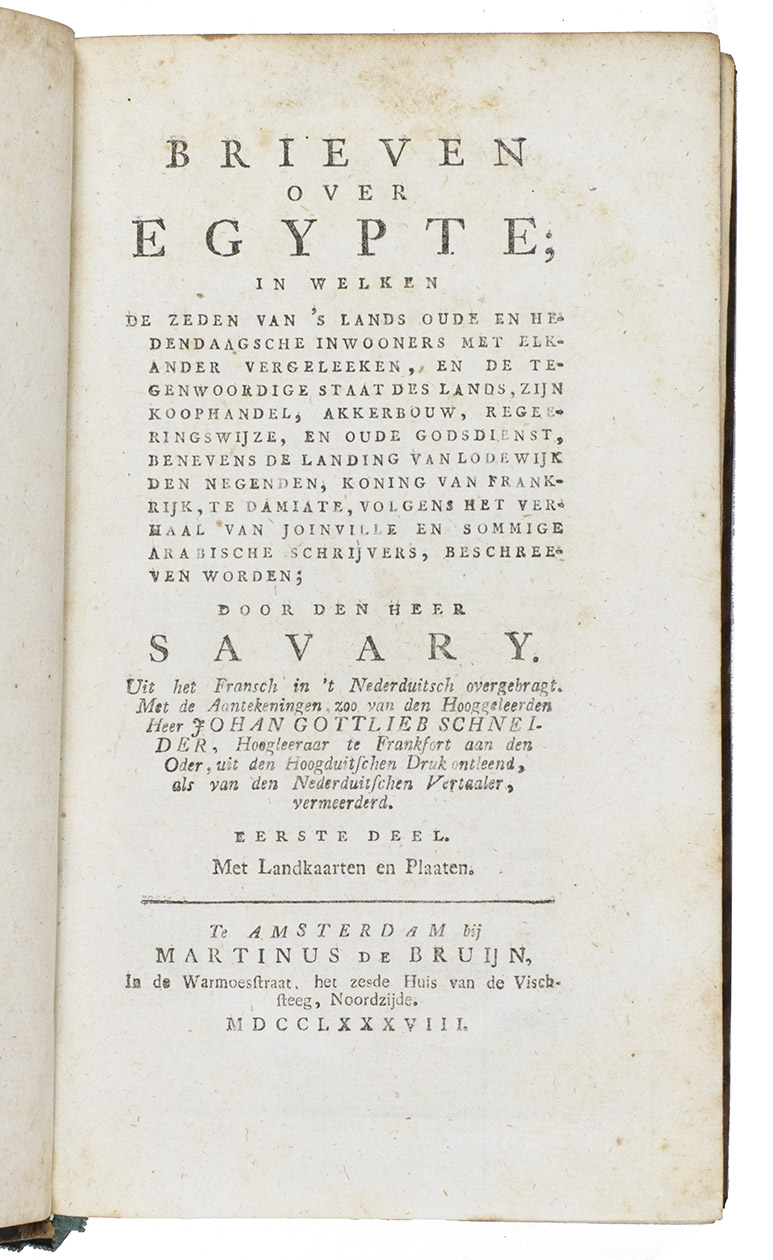 BRIEVEN
OVER
EGYPTE;
IN WELKEN
DE ZEDEN VAN 'S LANDS OUDE EN HE-
DENDAAGSCHE INWOONERS MET ELK-
ANDER VERGELEEKEN, EN DE TE-
GENWOORDIGE STAAT DES LANDS, ZIJN
KOOPHANDEL, AKKERBOUW, REGEE-
RINGSWIJZE, EN OUDE GODSDIENST,
BENEVENS DE LANDING VAN LODEWIJK
DEN NEGENDEN, KONING VAN FRANK-
RIJK, TE DAMIATE, VOLGENS HET VER-
HAAL VAN JOINVILLE EN SOMMIGE
ARABISCHE SCHRIJVERS, BESCHREE-
VEN WORDEN;
DOOR DEN HEER
SAVARY.
Uit het Fransch in 't Nederduitsch overgebragt.
Met de Aantekeningen, zoo van den Hooggeleerden
Heer JOHAN GOTTLIEB SCHNEI-
DER, Hoogleeraar te Frankfort aan den
Oder, uit den Hoogduitſchen Druk ontleend,
als van den Nederduitſchen Vertaaler,
vermeerderd.
EERSTE DEEL.
Met Landkaarten en Plaaten.
Te AMSTERDAM bij
MARTINUS DE BRUIJN,
In de Warmoesſtraat, het zesde Huis van de Visch-
ſteeg, Noordzijde.
MDCCLXXXVIII.